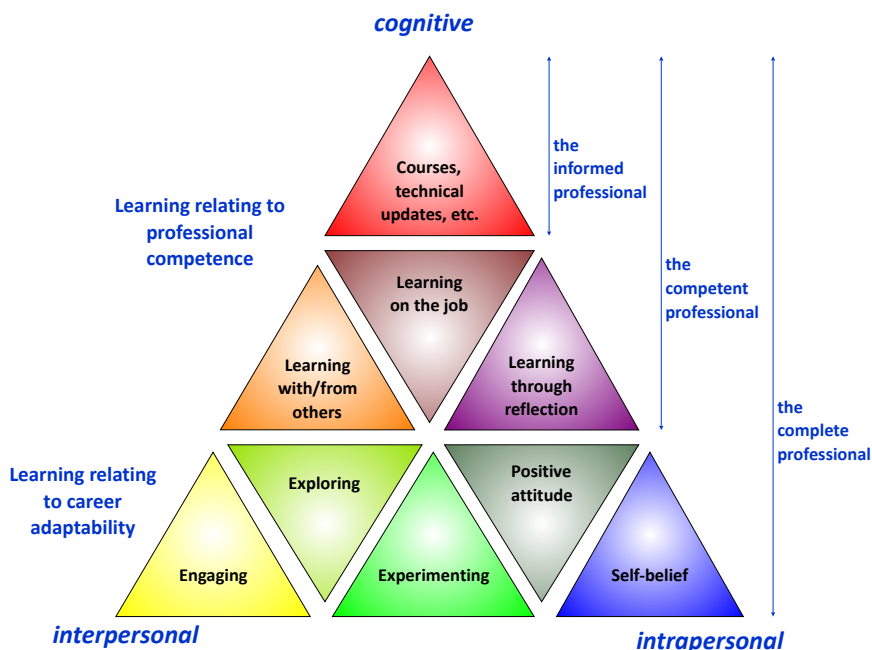 cognitive
Courses,
technical
updates, etc.
the
informed
professional
Learning relating to
professional
competence
Learning
on the job
Learning
with/from
others
Learning
through
reflection
the
competent
professional
the
complete
professional
Learning relating
to career
adaptability
Engaging
Exploring
Experimenting
Positive
attitude
Self-belief
interpersonal
intrapersonal